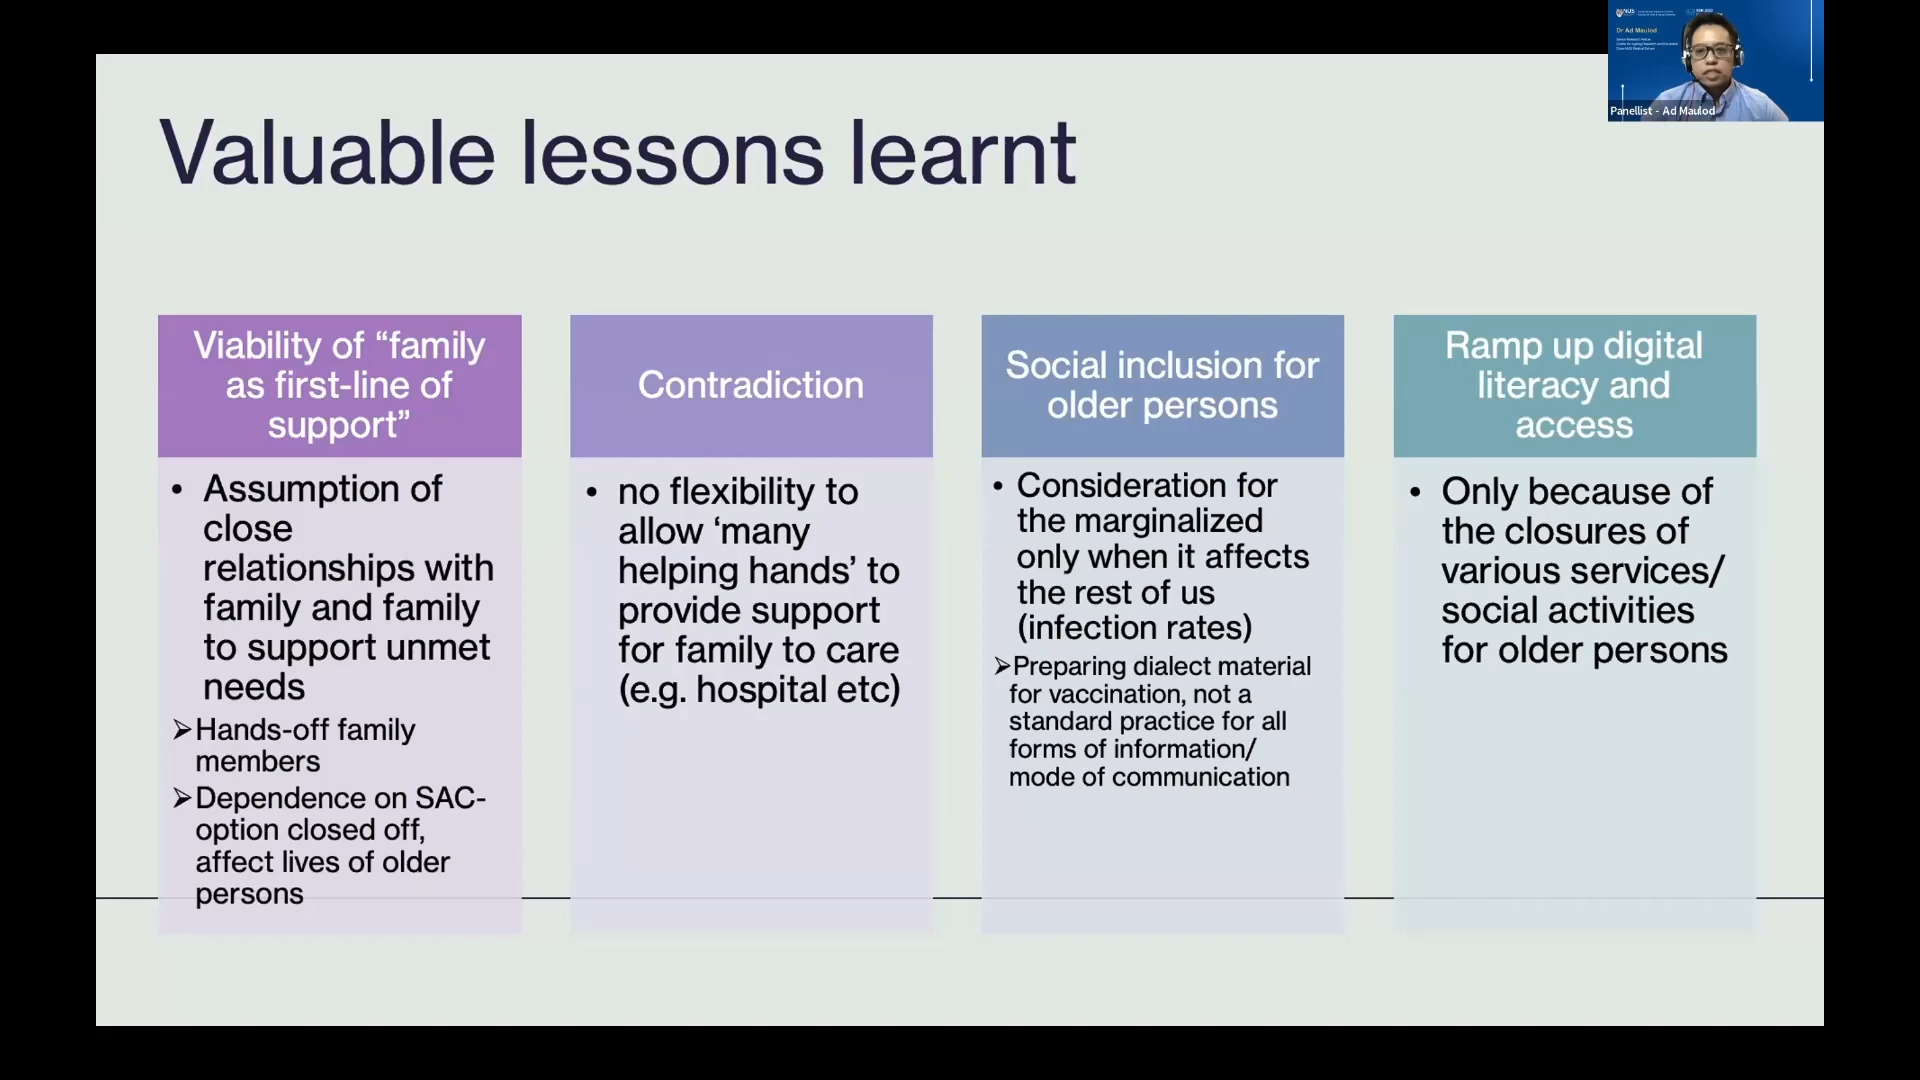 NUS
Dr Ad Maulod
Panellist - Ad Maulod
Valuable lessons learnt
Viability of “family
as first-line of
support”
• Assumption of
close
relationships with
family and family
to support unmet
needs
➢Hands-off family
members
➢Dependence on SAC-
option closed off,
affect lives of older
persons
Contradiction
• no flexibility to
allow ‘many
helping hands’ to
provide support
for family to care
(e.g. hospital etc)
Social inclusion for
older persons
• Consideration for
the marginalized
only when it affects
the rest of us
(infection rates)
➢Preparing dialect material
for vaccination, not a
standard practice for all
forms of information/
mode of communication
Ramp up digital
literacy and
access
• Only because of
the closures of
various services/
social activities
for older persons